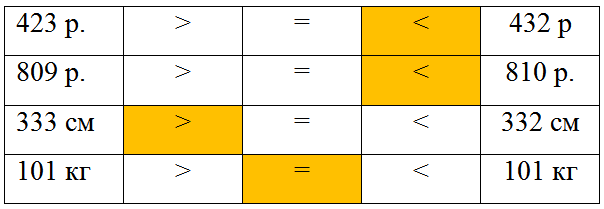 423 р. > = < 432 р
809 р. > = < 810 р.
333 см > = < 332 см
101 кг > = < 101 кг